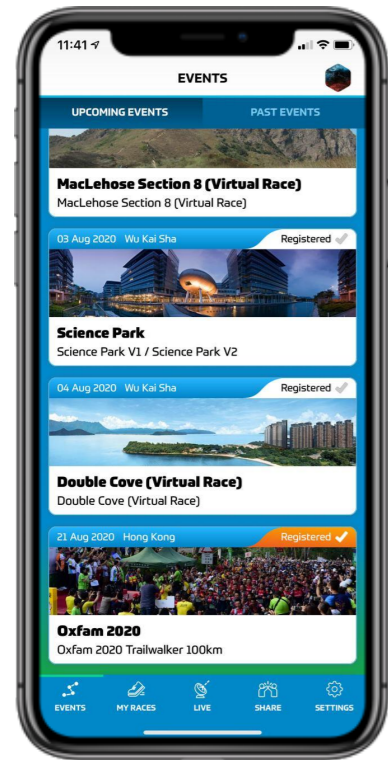 11:41
EVENTS
UPCOMING EVENTS PAST EVENTS
MacLehose Section 8 (Virtual Race)
MacLehose Section 8 (Virtual Race)
03 Aug 2020 Wu Kai Sha Registered
Science Park
Science Park V1 / Science Park V2
04 Aug 2020 Wu Kai Sha Registered
Double Cove (Virtual Race)
Double Cove (Virtual Race)
21 Aug 2020 Hong Kong Registered
Oxfam 2020
Oxfam 2020 Trailwalker 100km
EVENTS MY RACES LIVE SHARE SETTINGS